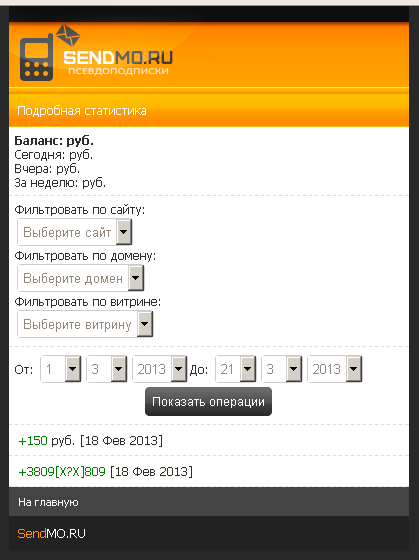 SENDMO.RU
ПСЕВДОПОДПИСКИ
Подробная статистика
Баланс: руб.
Сегодня: руб.
Вчера: руб.
За неделю: руб.
Фильтровать по сайту:
Выберите сайт
Фильтровать по домену:
Выберите домен
Фильтровать по витрине:
Выберите витрину
От: 1 3 2013 До: 21 3 2013
Показать операции
+150 руб. [18 Фев 2013]
+3809[X?X]809 [18 Фев 2013]
На главную
SendMO.RU